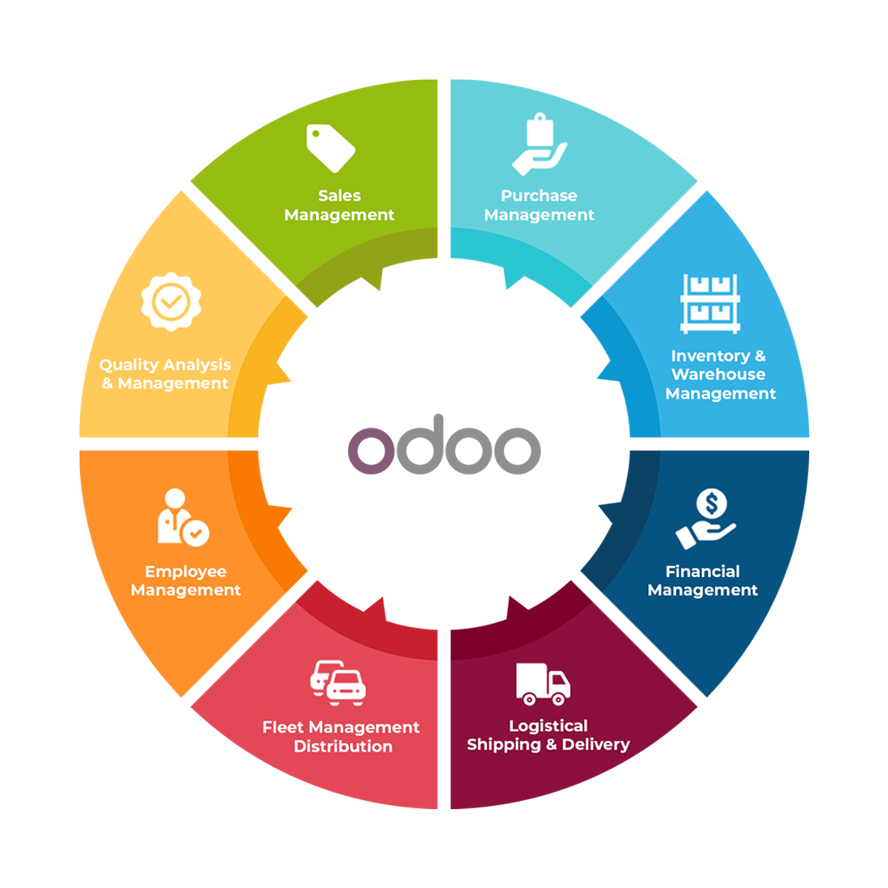 Sales
Management
Purchase
Management
Inventory &
Warehouse
Management
Financial
Management
Logistical
Shipping & Delivery
Fleet Management
Distribution
Employee
Management
Quality Analysis
& Management
odoo
$